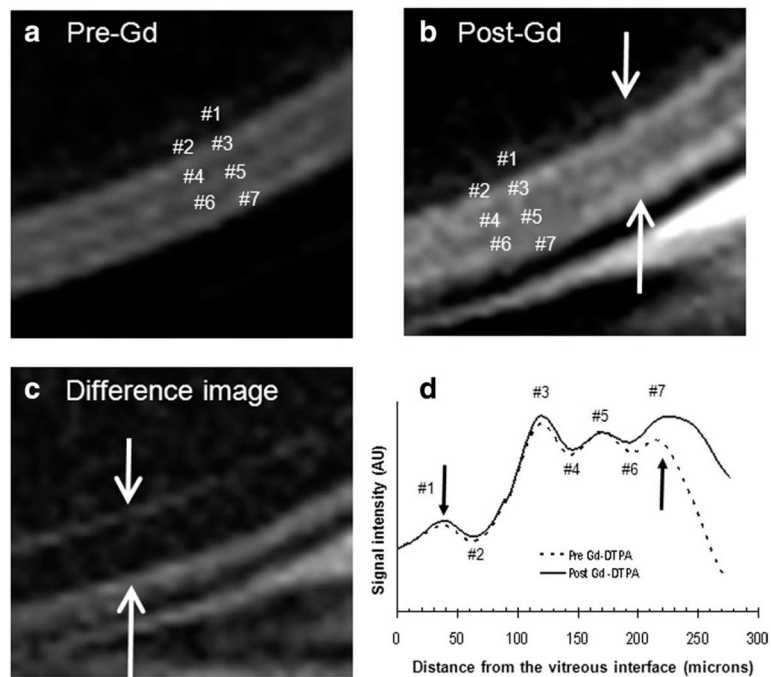 a Pre-Gd
#1
#2 #3
#4 #5
#6 #7
b Post-Gd
#1
#2 #3
#4 #5
#6 #7
c Difference image
d
#3
#5
#7
#1
#4
#6
#2
Pre Gd-DTPA
Post Gd-DTPA
Signal intensity (AU)
0 50 100 150 200 250 300
Distance from the vitreous interface (microns)